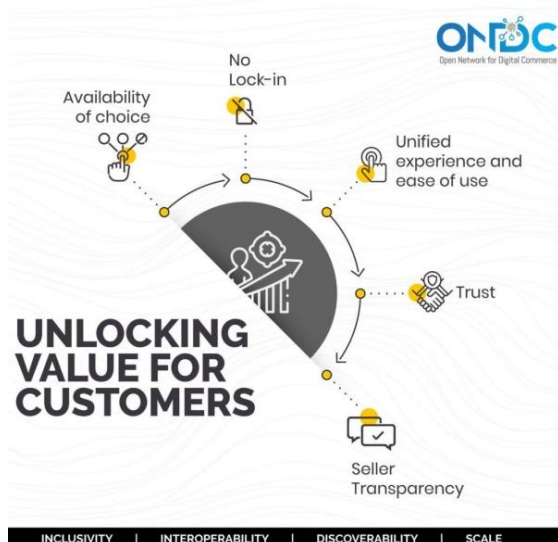 ONDC
Open Network for Digital Commerce
No
Lock-in
Availability
of choice
Unified
experience and
ease of use
Trust
UNLOCKING
VALUE FOR
CUSTOMERS
Seller
Transparency
INCLUSIVITY | INTEROPERABILITY | DISCOVERABILITY | SCALE